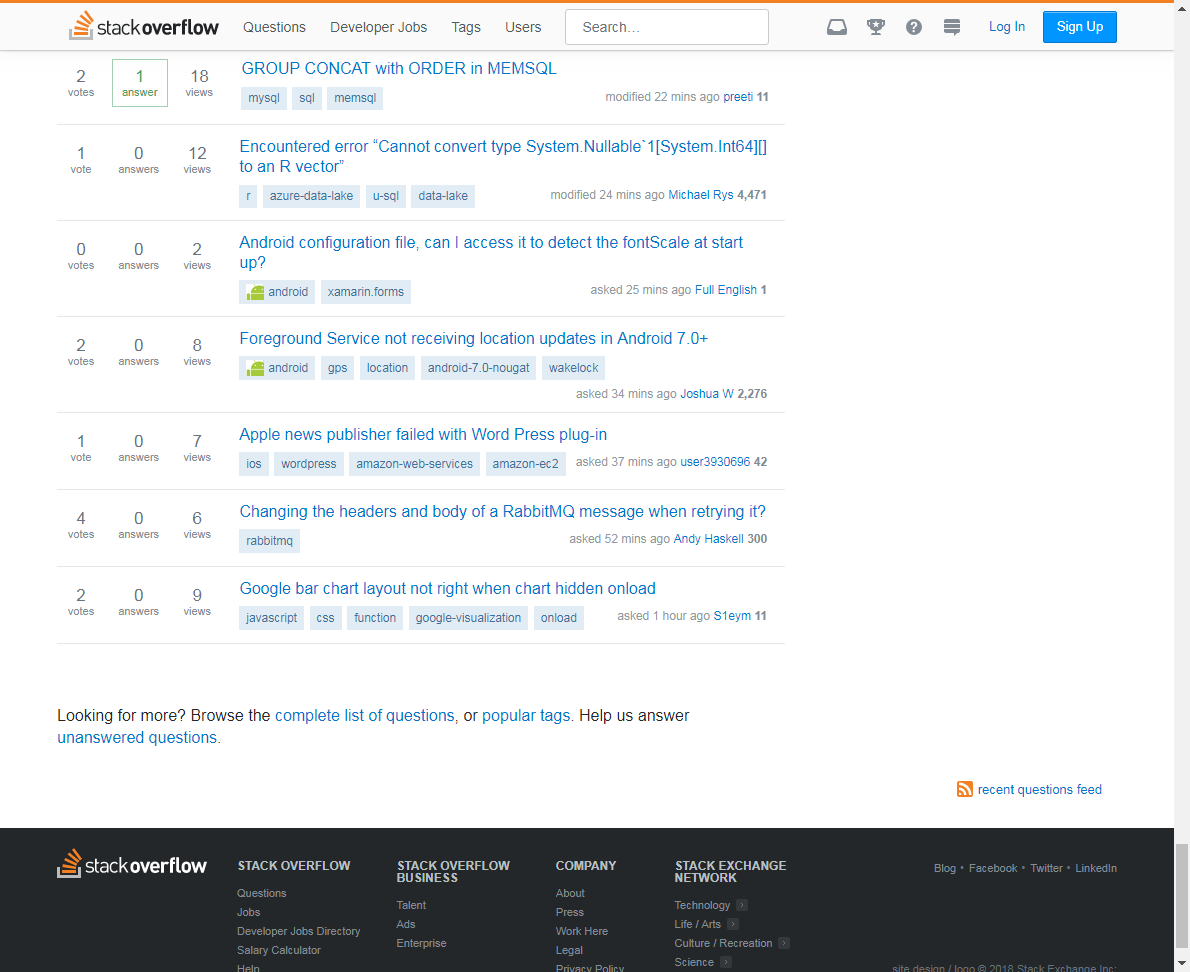 stackoverflow Questions Developer Jobs Tags Users Search... Log In Sign Up
2 votes 1 answer 18 views
GROUP CONCAT with ORDER in MEMSQL
mysql sql memsql
modified 22 mins ago preeti 11
1 vote 0 answers 12 views
Encountered error “Cannot convert type System.Nullable`1[System.Int64][]
to an R vector”
r azure-data-lake u-sql data-lake
modified 24 mins ago Michael Rys 4,471
0 votes 0 answers 2 views
Android configuration file, can I access it to detect the fontScale at start
up?
android xamarin.forms
asked 25 mins ago Full English 1
2 votes 0 answers 8 views
Foreground Service not receiving location updates in Android 7.0+
android gps location android-7.0-nougat wakelock
asked 34 mins ago Joshua W 2,276
1 vote 0 answers 7 views
Apple news publisher failed with Word Press plug-in
ios wordpress amazon-web-services amazon-ec2
asked 37 mins ago user3930696 42
4 votes 0 answers 6 views
Changing the headers and body of a RabbitMQ message when retrying it?
rabbitmq
asked 52 mins ago Andy Haskell 300
2 votes 0 answers 9 views
Google bar chart layout not right when chart hidden onload
javascript css function google-visualization onload
asked 1 hour ago S1eym 11
Looking for more? Browse the complete list of questions, or popular tags. Help us answer
unanswered questions.
recent questions feed
stackoverflow
STACK OVERFLOW
Questions
Jobs
Developer Jobs Directory
Salary Calculator
Help
STACK OVERFLOW
BUSINESS
Talent
Ads
Enterprise
COMPANY
About
Press
Work Here
Legal
Privacy Policy
STACK EXCHANGE
NETWORK
Technology
Life / Arts
Culture / Recreation
Science
Blog • Facebook • Twitter • LinkedIn
site design / logo © 2018 Stack Exchange Inc;